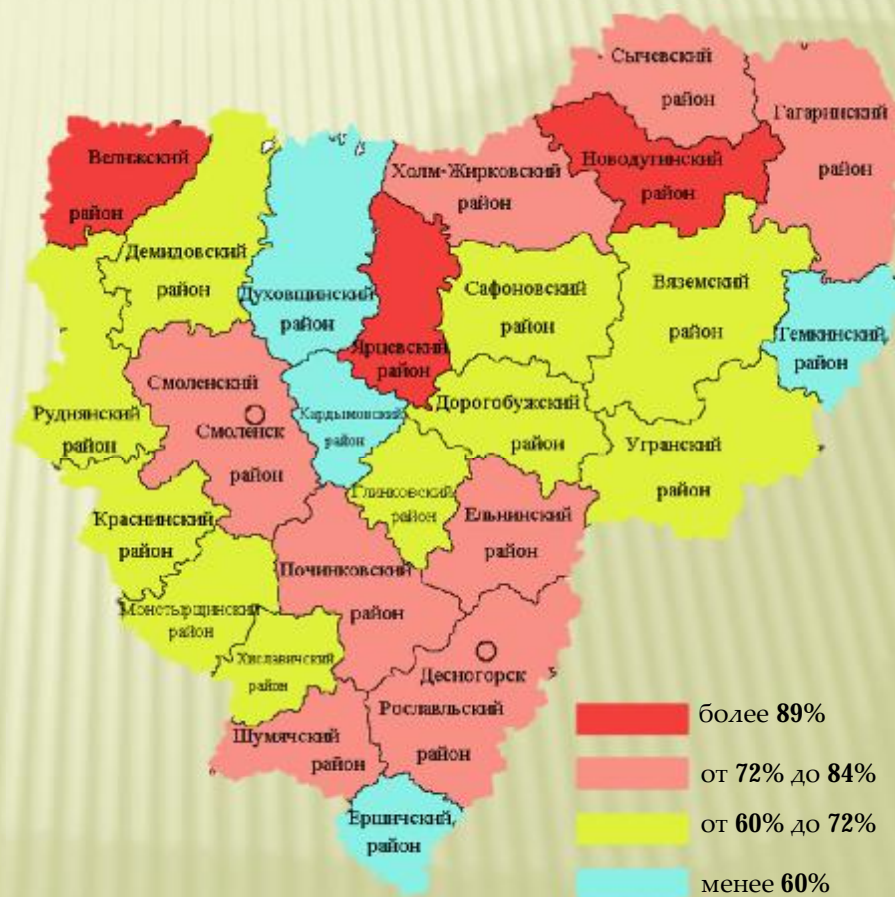 Сычевский
район
Гагаринский
район
Новодугинский
район
Холм-Жирковский
район
Велижский
район
Демидовский
район
Духовщинский
район
Ярцевский
район
Сафоновский
район
Вяземский
район
Темкинский,
район
Руднянский
район
Смоленский
Смоленск
район
Кардымовский
район
Дорогобужский
район
Угранский
район
Глинковский
район
Ельнинский
район
Краснинский
район
Починковский
район
Монстырщинский
район
Хиславичский
район
Десногорск
Рославльский
район
Шумячский
район
Ершичский,
район
более 89%
от 72% до 84%
от 60% до 72%
менее 60%